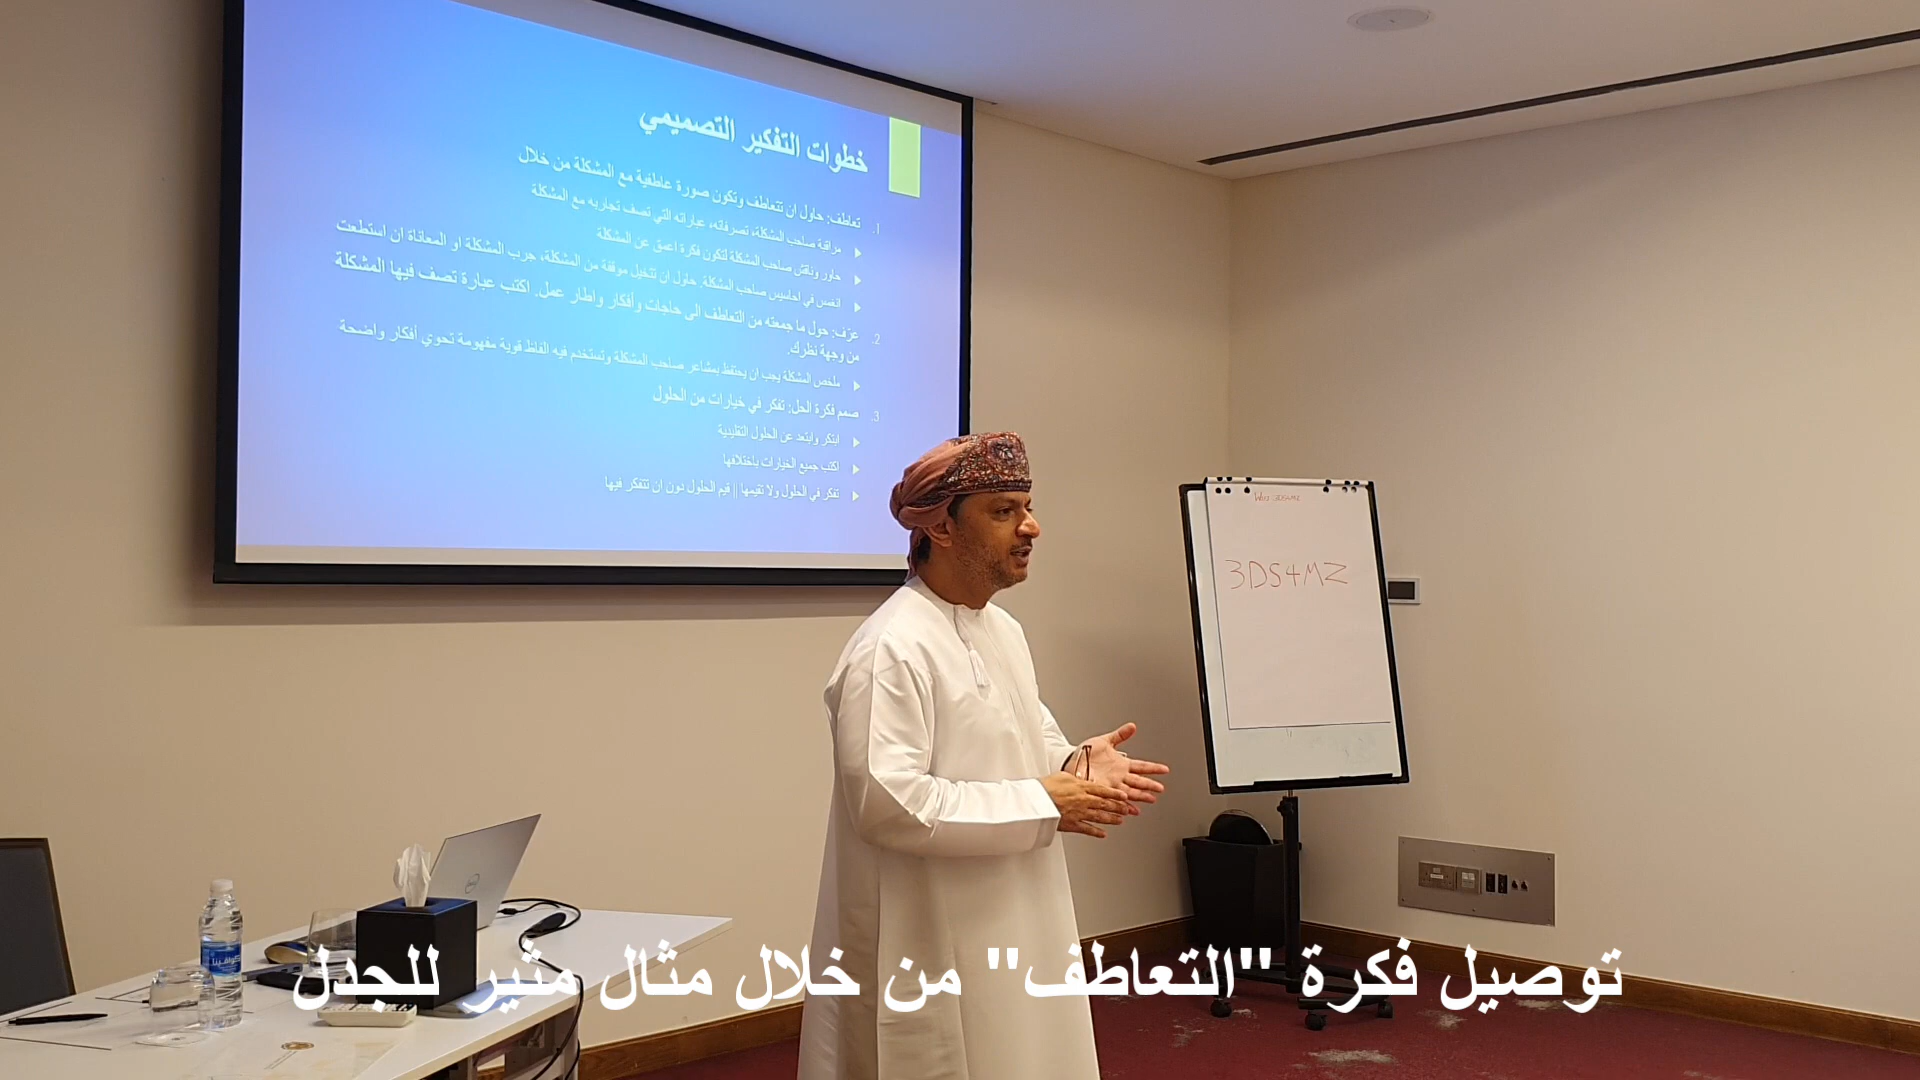 خطوات التفكير التصميمي
1. تعاطف: حاول ان تتعاطف وتكون صورة عاطفية مع المشكلة من خلال
مراقبة صاحب المشكلة، تصرفاته، عباراته التي تصف تجاربه مع المشكلة
حاور وناقش صاحب المشكلة لتكون فكرة اعمق عن المشكلة
انغمس في احاسيس صاحب المشكلة. حاول ان تتخيل موقفة من المشكلة، جرب المشكلة او المعاناة ان استطعت
2. عرّف: حول ما جمعته من التعاطف الى حاجات وأفكار واطار عمل. اكتب عبارة تصف فيها المشكلة
من وجهة نظرك.
ملخص المشكلة يجب ان يحتفظ بمشاعر صاحب المشكلة وتستخدم فيه الفاظ قوية مفهومة تحوي أفكار واضحة
3. صمم فكرة الحل: تفكر في خيارات من الحلول
ابتكر وابتعد عن الحلول التقليدية
اكتب جميع الخيارات باختلافها
تفكر في الحلول ولا تقيمها || قيم الحلول دون ان تتفكر فيها
3DS4MZ
DELL
توصيل فكرة "التعاطف" من خلال مثال مثير للجدل